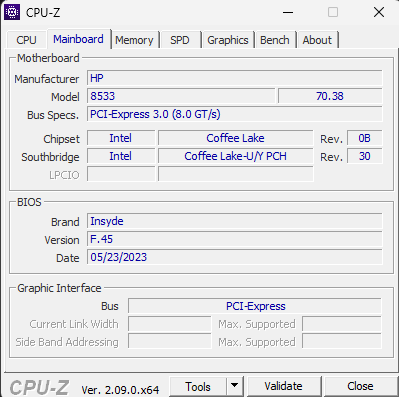 CPU-Z
CPU Mainboard Memory SPD Graphics Bench About
Motherboard
Manufacturer HP
Model 8533 70.38
Bus Specs. PCI-Express 3.0 (8.0 GT/s)
Chipset Intel Coffee Lake Rev. 0B
Southbridge Intel Coffee Lake-U/Y PCH Rev. 30
LPCIO
BIOS
Brand Insyde
Version F.45
Date 05/23/2023
Graphic Interface
Bus PCI-Express
Current Link Width Max. Supported
Side Band Addressing Max. Supported
CPU-Z Ver. 2.09.0.x64 Tools Validate Close